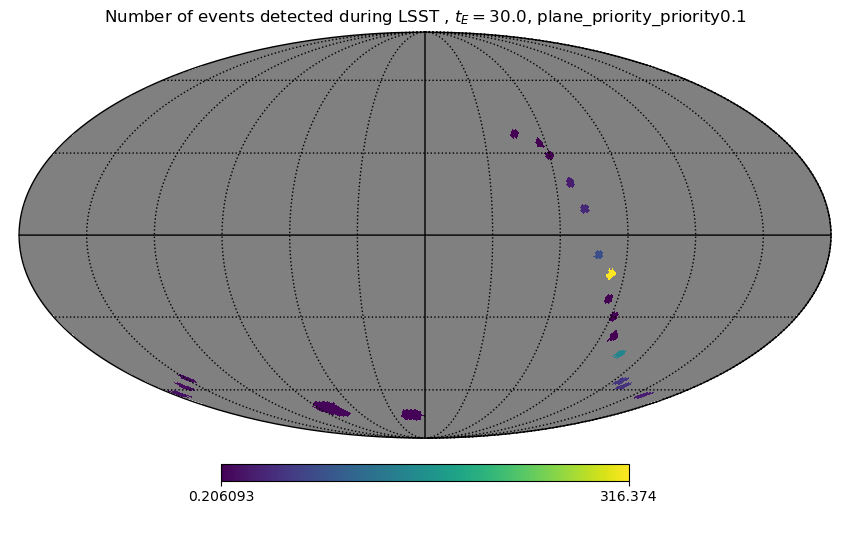 Number of events detected during LSST , t_E = 30.0, plane_priority_priority0.1
0.206093
316.374